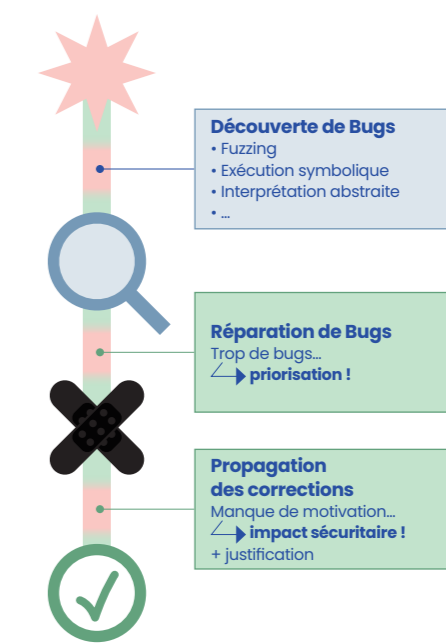 Découverte de Bugs
• Fuzzing
• Exécution symbolique
• Interprétation abstraite
• ...
Réparation de Bugs
Trop de bugs...
priorisation !
Propagation
des corrections
Manque de motivation...
impact sécuritaire !
+ justification